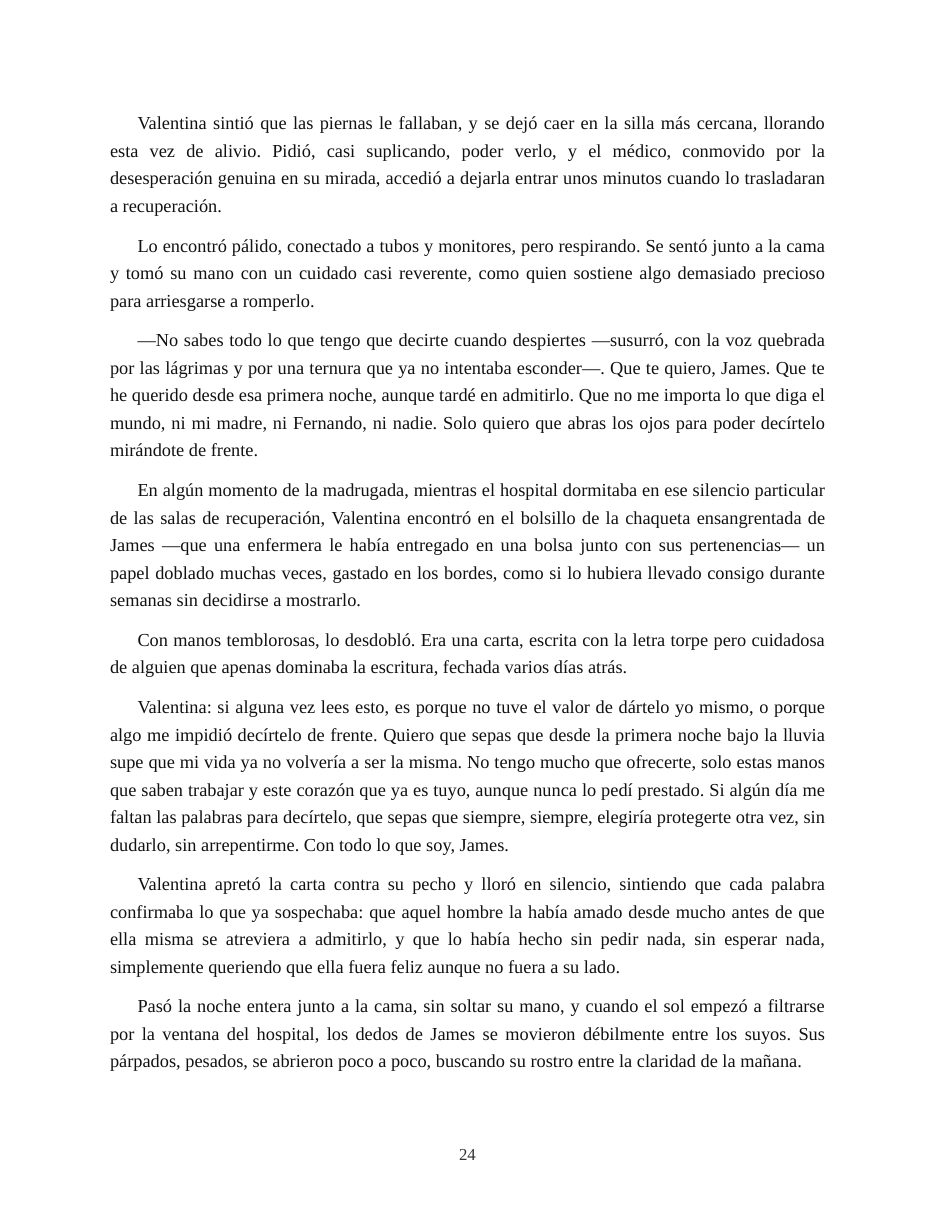 Valentina sintió que las piernas le fallaban, y se dejó caer en la silla más cercana, llorando
esta vez de alivio. Pidió, casi suplicando, poder verlo, y el médico, conmovido por la
desesperación genuina en su mirada, accedió a dejarla entrar unos minutos cuando lo trasladaran
a recuperación.
Lo encontró pálido, conectado a tubos y monitores, pero respirando. Se sentó junto a la cama
y tomó su mano con un cuidado casi reverente, como quien sostiene algo demasiado precioso
para arriesgarse a romperlo.
—No sabes todo lo que tengo que decirte cuando despiertes —susurró, con la voz quebrada
por las lágrimas y por una ternura que ya no intentaba esconder—. Que te quiero, James. Que te
he querido desde esa primera noche, aunque tardé en admitirlo. Que no me importa lo que diga el
mundo, ni mi madre, ni Fernando, ni nadie. Solo quiero que abras los ojos para poder decírtelo
mirándote de frente.
En algún momento de la madrugada, mientras el hospital dormitaba en ese silencio particular
de las salas de recuperación, Valentina encontró en el bolsillo de la chaqueta ensangrentada de
James —que una enfermera le había entregado en una bolsa junto con sus pertenencias— un
papel doblado muchas veces, gastado en los bordes, como si lo hubiera llevado consigo durante
semanas sin decidirse a mostrarlo.
Con manos temblorosas, lo desdobló. Era una carta, escrita con la letra torpe pero cuidadosa
de alguien que apenas dominaba la escritura, fechada varios días atrás.
Valentina: si alguna vez lees esto, es porque no tuve el valor de dártelo yo mismo, o porque
algo me impidió decírtelo de frente. Quiero que sepas que desde la primera noche bajo la lluvia
supe que mi vida ya no volvería a ser la misma. No tengo mucho que ofrecerte, solo estas manos
que saben trabajar y este corazón que ya es tuyo, aunque nunca lo pedí prestado. Si algún día me
faltan las palabras para decírtelo, que sepas que siempre, siempre, elegiría protegerte otra vez, sin
dudarlo, sin arrepentirme. Con todo lo que soy, James.
Valentina apretó la carta contra su pecho y lloró en silencio, sintiendo que cada palabra
confirmaba lo que ya sospechaba: que aquel hombre la había amado desde mucho antes de que
ella misma se atreviera a admitirlo, y que lo había hecho sin pedir nada, sin esperar nada,
simplemente queriendo que ella fuera feliz aunque no fuera a su lado.
Pasó la noche entera junto a la cama, sin soltar su mano, y cuando el sol empezó a filtrarse
por la ventana del hospital, los dedos de James se movieron débilmente entre los suyos. Sus
párpados, pesados, se abrieron poco a poco, buscando su rostro entre la claridad de la mañana.
24